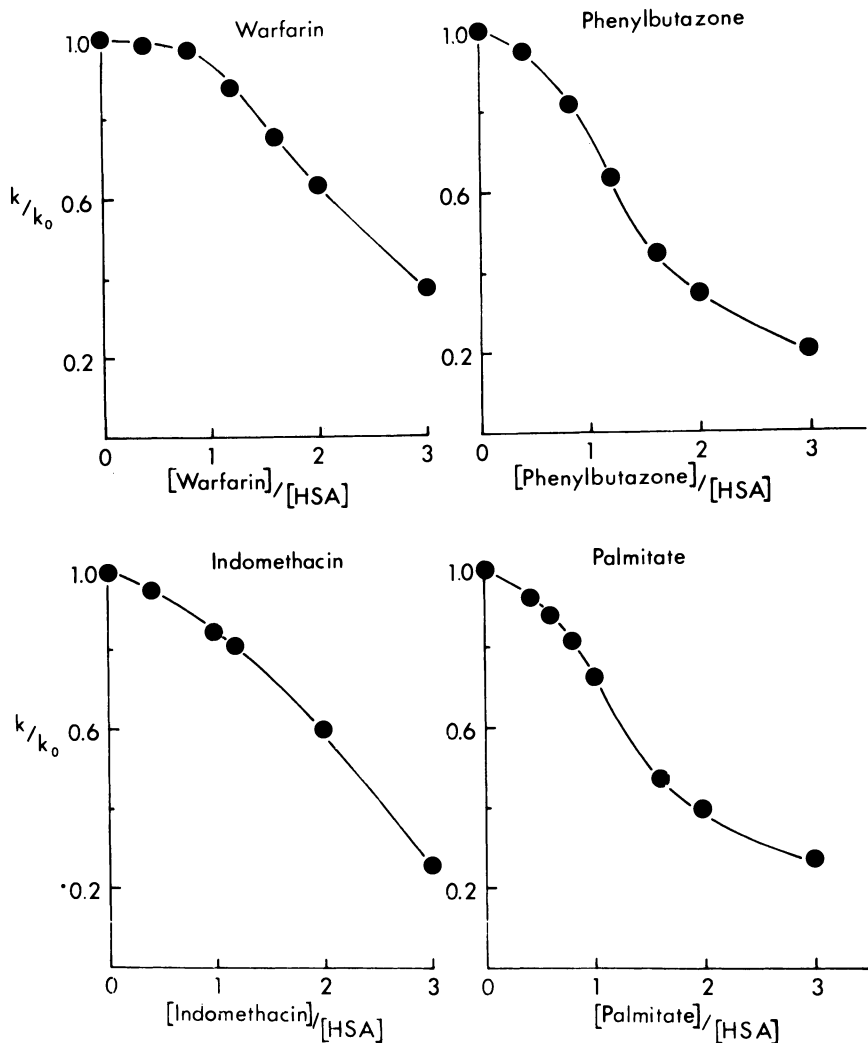 Warfarin
1.0
k/k₀
0.6
0.2
0 1 2 3
[Warfarin]/[HSA]
Phenylbutazone
1.0
0.6
0.2
0 1 2 3
[Phenylbutazone]/[HSA]
Indomethacin
1.0
k/k₀
0.6
0.2
0 1 2 3
[Indomethacin]/[HSA]
Palmitate
1.0
0.6
0.2
0 1 2 3
[Palmitate]/[HSA]